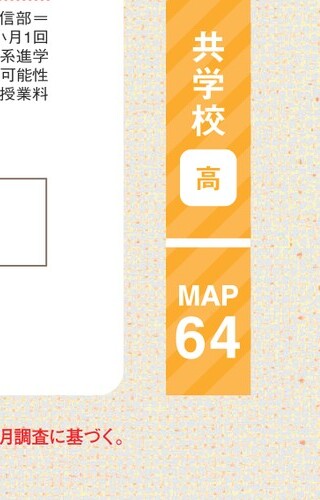 信部＝
い月1回
系進学
可能性
授業料
共学校
高
MAP
64
月調査に基づく。